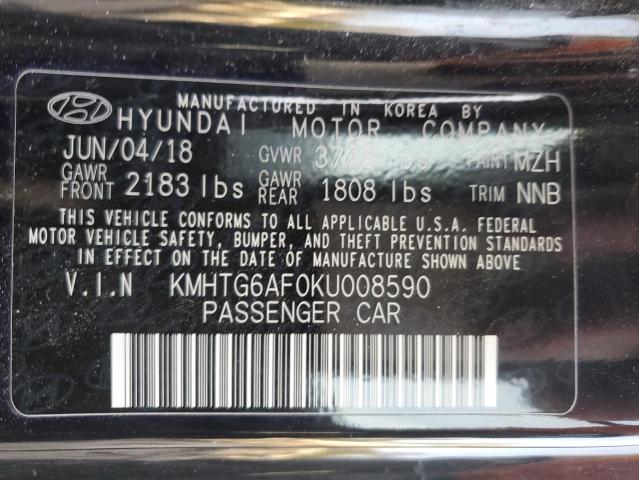 MANUFACTURED IN KOREA BY
HYUNDAI MOTOR COMPANY
JUN/04/18 GVWR lbs PAINT MZH
GAWR FRONT 2183 lbs GAWR REAR 1808 lbs TRIM NNB
THIS VEHICLE CONFORMS TO ALL APPLICABLE U.S.A. FEDERAL
MOTOR VEHICLE SAFETY, BUMPER, AND THEFT PREVENTION STANDARDS
IN EFFECT ON THE DATE OF MANUFACTURE SHOWN ABOVE.
V.I.N KMHTG6AF0KU008590
PASSENGER CAR